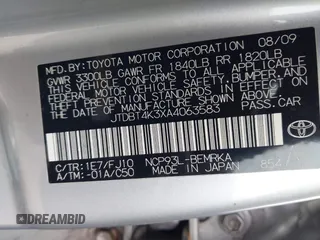 MFD BY: TOYOTA MOTOR CORPORATION 08/09
GVWR 3300LB GAWR FR 1840LB RR 1820LB
THIS VEHICLE CONFORMS TO ALL APPLICABLE
FEDERAL MOTOR VEHICLE SAFETY, BUMPER, AND
THEFT PREVENTION STANDARDS IN EFFECT ON
THE DATE OF MANUFACTURE SHOWN ABOVE.
JTDBT4K3XA4063583 PASS.CAR
C/TR: 1E7/FJ10 NCP93L-BEMRKA
A/TM: -01A/C50 MADE IN JAPAN
TOYOTA
DREAMBID